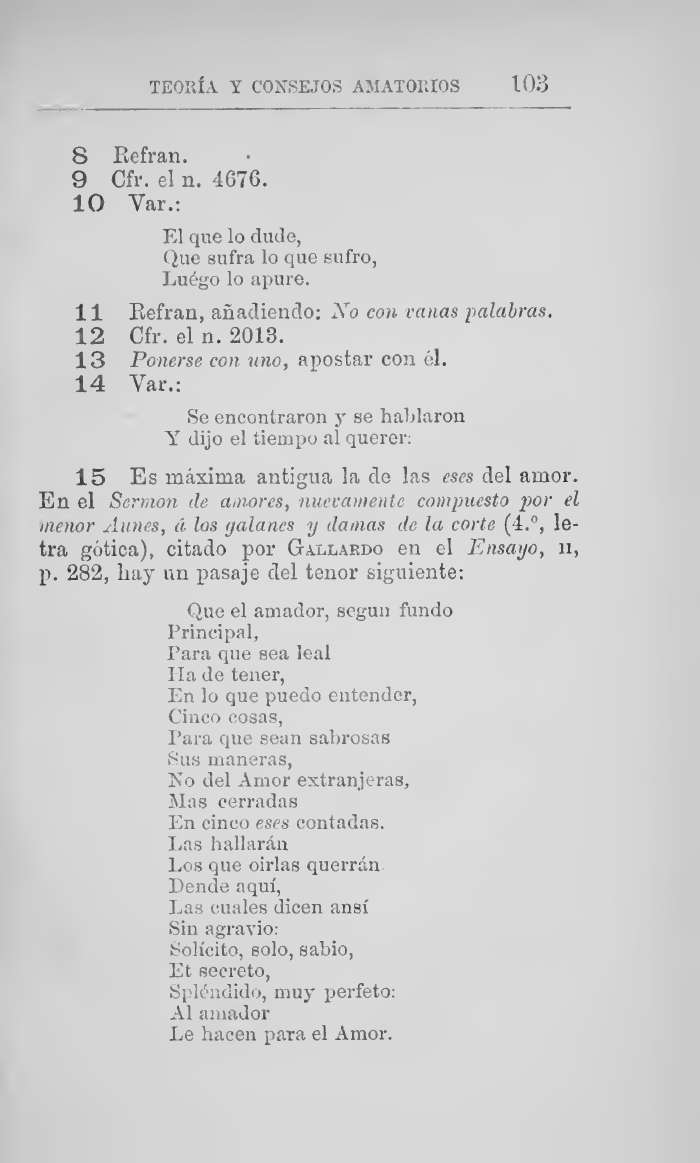 TEORÍA Y CONSEJOS AMATORIOS 103
8 Refran.
9 Cfr. el n. 4676.
10 Var.:
El que lo dude,
Que sufra lo que sufro,
Luégo lo apure.
11 Refran, añadiendo: No con vanas palabras.
12 Cfr. el n. 2013.
13 Ponerse con uno, apostar con él.
14 Var.:
Se encontraron y se hablaron
Y dijo el tiempo al querer:
15 Es máxima antigua la de las eses del amor.
En el Sermon de amores, nuevamente compuesto por el
menor Aunes, á los galanes y damas de la corte (4.º, le-
tra gótica), citado por GALLARDO en el Ensayo, II,
p. 282, hay un pasaje del tenor siguiente:
Que el amador, segun fundo
Principal,
Para que sea leal
Ha de tener,
En lo que puedo entender,
Cinco cosas,
Para que sean sabrosas
Sus maneras,
No del Amor extranjeras,
Mas cerradas
En cinco eses contadas.
Las hallarán
Los que oirlas querrán
Dende aquí,
Las cuales dicen ansí
Sin agravio:
Solícito, solo, sabio,
Et secreto,
Spléndido, muy perfeto:
Al amador
Le hacen para el Amor.